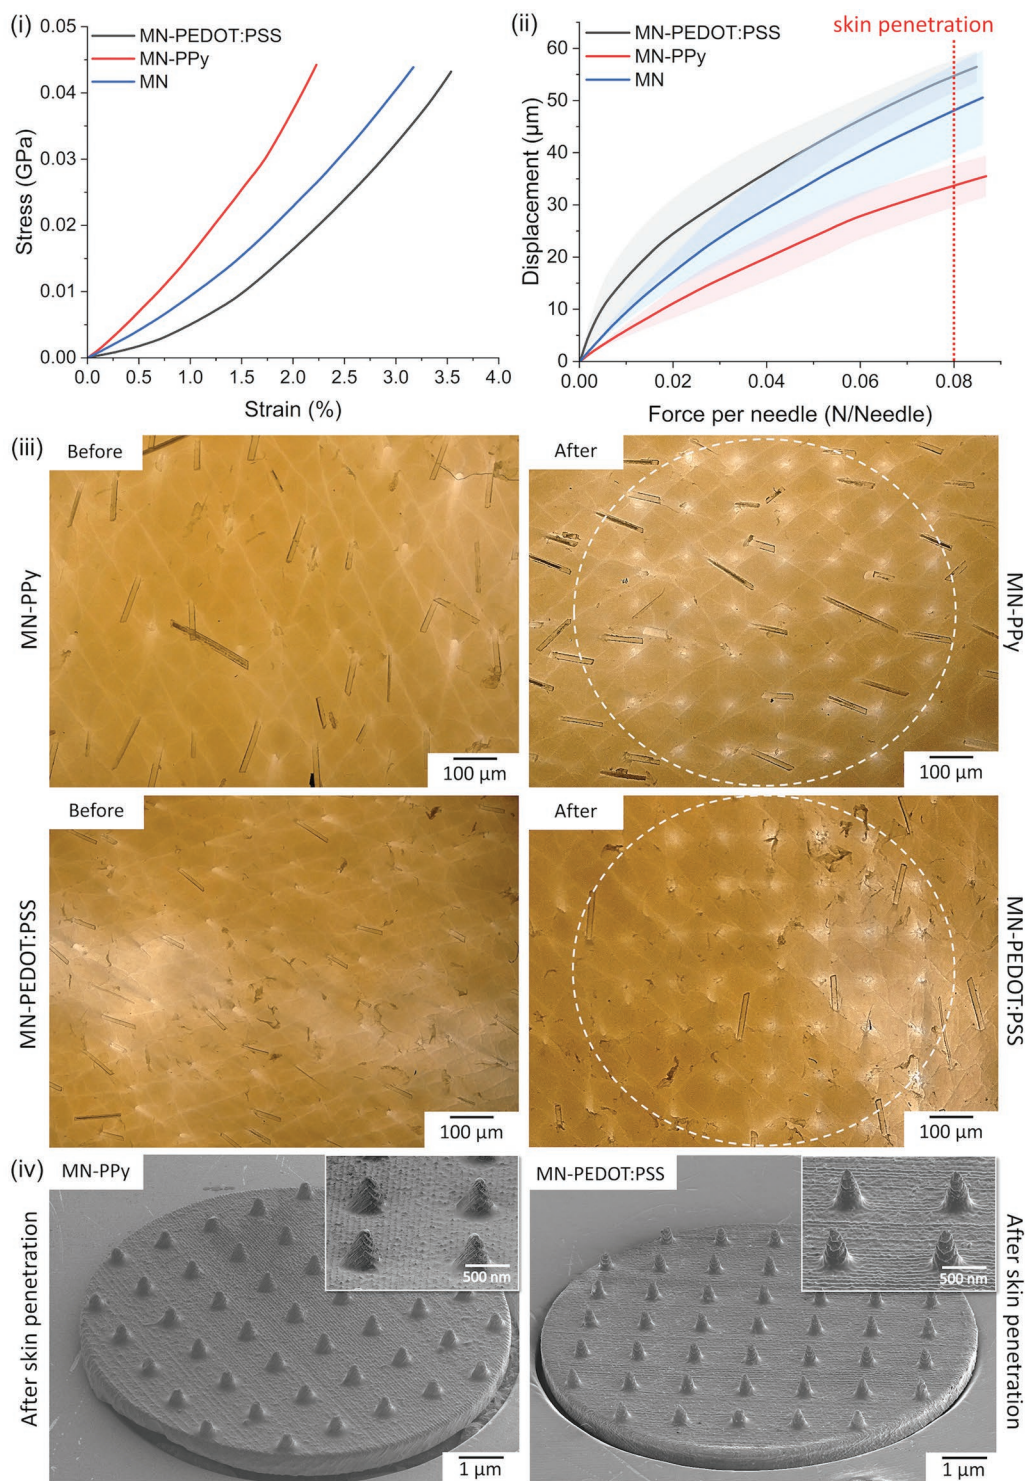 (i)
MN-PEDOT:PSS
MN-PPy
MN
Stress (GPa)
0.05
0.04
0.03
0.02
0.01
0.00
0.0 0.5 1.0 1.5 2.0 2.5 3.0 3.5 4.0
Strain (%)
(ii)
skin penetration
MN-PEDOT:PSS
MN-PPy
MN
Displacement (μm)
60
50
40
30
20
10
0
0.00 0.02 0.04 0.06 0.08
Force per needle (N/Needle)
(iii)
Before
After
MN-PPy
MN-PPy
100 μm
100 μm
Before
After
MN-PEDOT:PSS
MN-PEDOT:PSS
100 μm
100 μm
(iv)
MN-PPy
500 nm
After skin penetration
1 μm
MN-PEDOT:PSS
500 nm
After skin penetration
1 μm